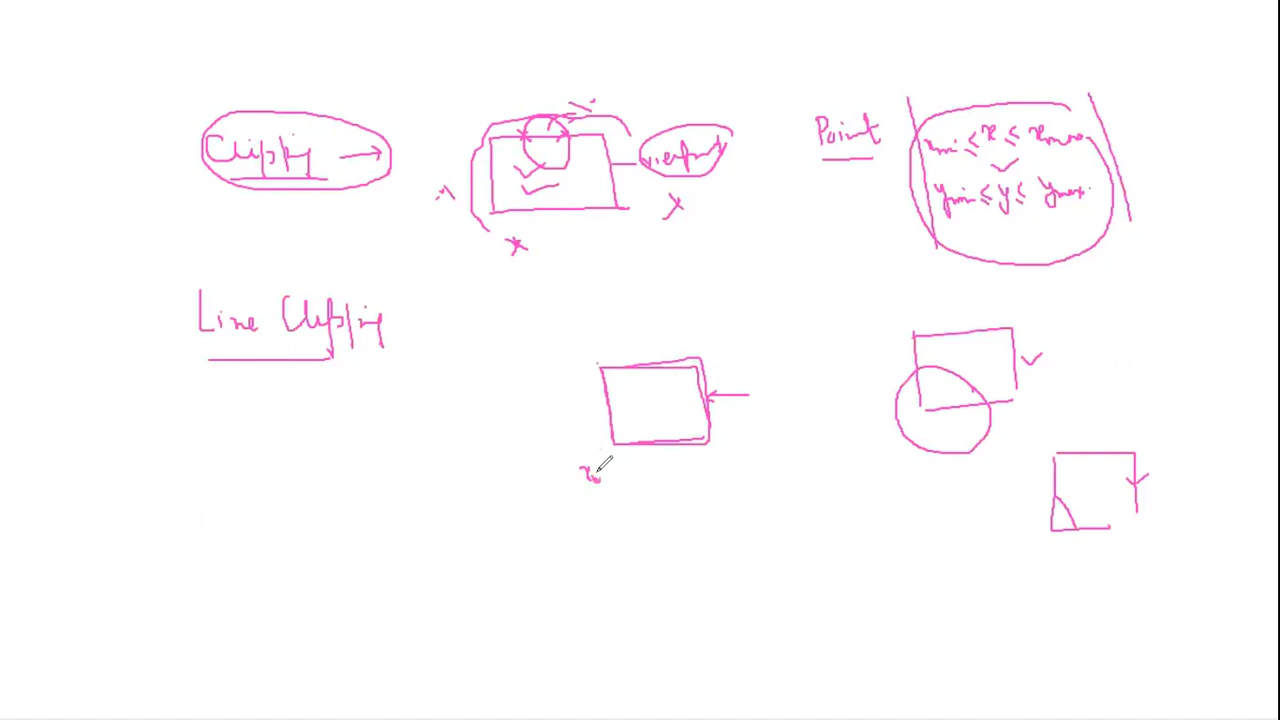 Clipping →
viewport
Point
xmin ≤ x ≤ xmax
ymin ≤ y ≤ ymax
Line Clipping